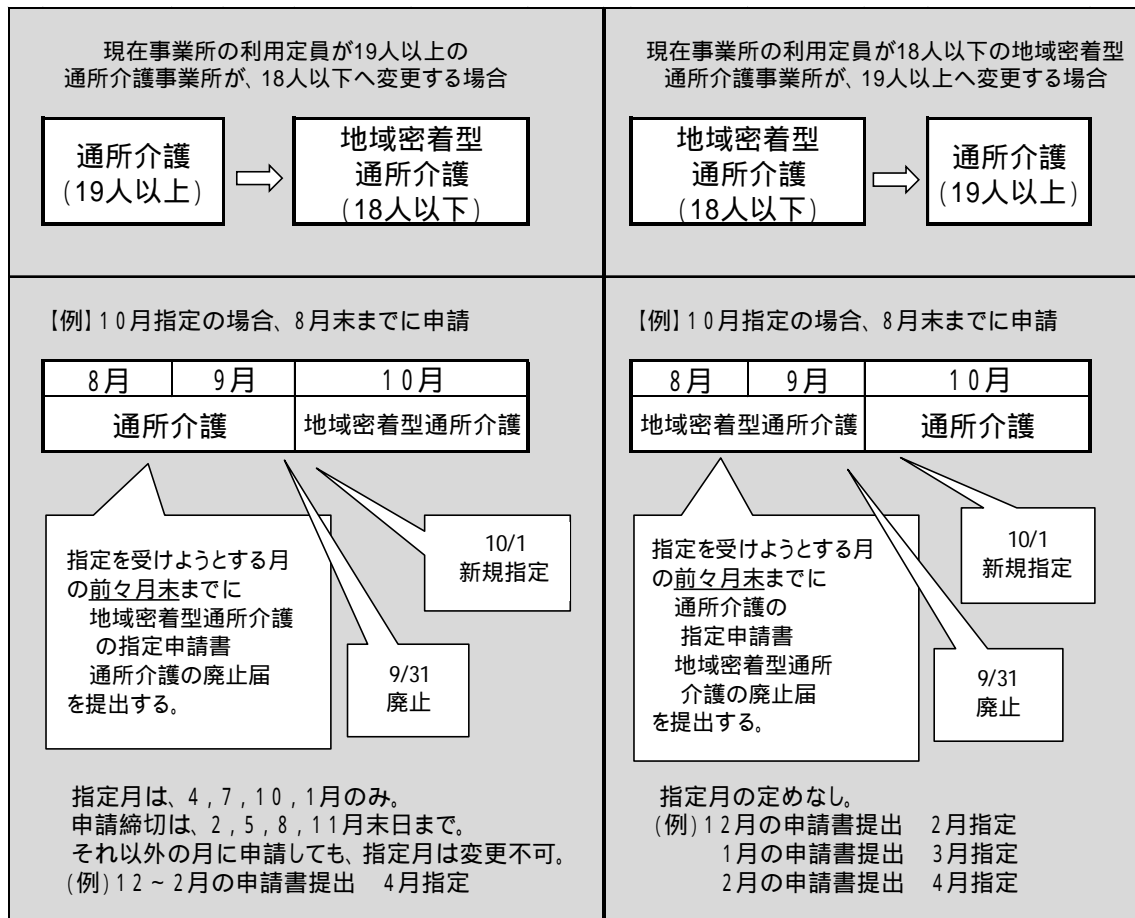 現在事業所の利用定員が19人以上の
通所介護事業所が、18人以下へ変更する場合
通所介護
(19人以上)
地域密着型
通所介護
(18人以下)
【例】10月指定の場合、8月末までに申請
8月 9月 10月
通所介護 地域密着型通所介護
指定を受けようとする月
の前々月末までに
地域密着型通所介護
の指定申請書
通所介護の廃止届
を提出する。
10/1
新規指定
9/31
廃止
指定月は、4,7,10,1月のみ。
申請締切は、2,5,8,11月末日まで。
それ以外の月に申請しても、指定月は変更不可。
(例)12~2月の申請書提出 4月指定
現在事業所の利用定員が18人以下の地域密着型
通所介護事業所が、19人以上へ変更する場合
地域密着型
通所介護
(18人以下)
通所介護
(19人以上)
【例】10月指定の場合、8月末までに申請
8月 9月 10月
地域密着型通所介護 通所介護
指定を受けようとする月
の前々月末までに
通所介護の
指定申請書
地域密着型通所
介護の廃止届
を提出する。
10/1
新規指定
9/31
廃止
指定月の定めなし。
(例)12月の申請書提出 2月指定
1月の申請書提出 3月指定
2月の申請書提出 4月指定